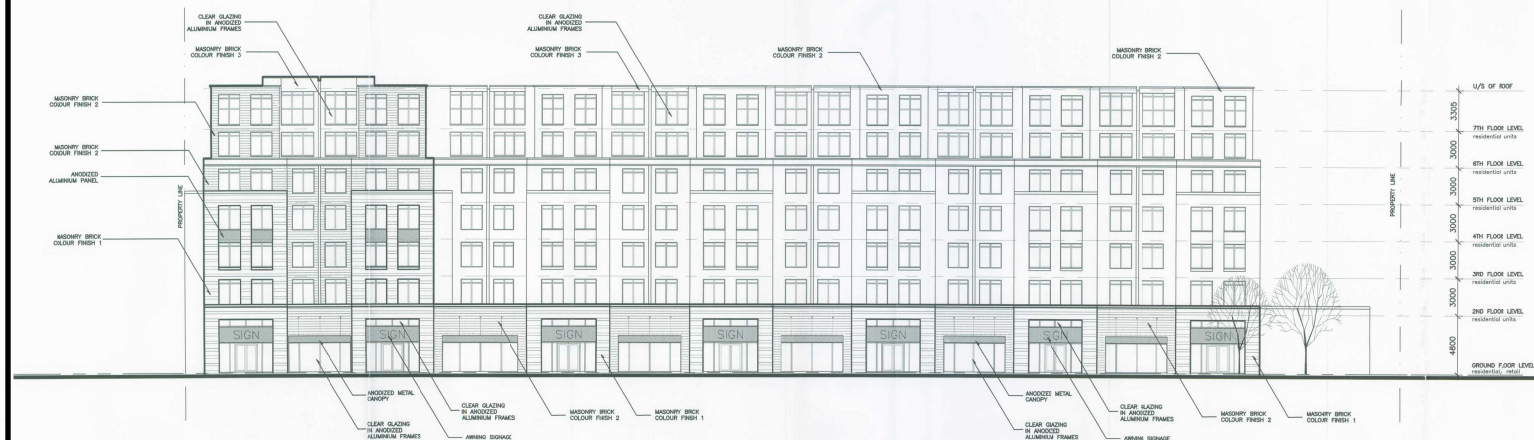 CLEAR GLAZING
IN ANODIZED
ALUMINIUM FRAMES
MASONRY BRICK
COLOUR FINISH 3
CLEAR GLAZING
IN ANODIZED
ALUMINIUM FRAMES
MASONRY BRICK
COLOUR FINISH 3
MASONRY BRICK
COLOUR FINISH 2
MASONRY BRICK
COLOUR FINISH 2
MASONRY BRICK
COLOUR FINISH 2
MASONRY BRICK
COLOUR FINISH 2
ANODIZED
ALUMINIUM PANEL
MASONRY BRICK
COLOUR FINISH 1
PROPERTY LINE
PROPERTY LINE
U/S OF ROOF
3305
7TH FLOOR LEVEL
residential units
3000
6TH FLOOR LEVEL
residential units
3000
5TH FLOOR LEVEL
residential units
3000
4TH FLOOR LEVEL
residential units
3000
3RD FLOOR LEVEL
residential units
3000
2ND FLOOR LEVEL
residential units
4800
GROUND FLOOR LEVEL
residential, retail
SIGN
SIGN
SIGN
SIGN
SIGN
SIGN
SIGN
ANODIZED METAL
CANOPY
CLEAR GLAZING
IN ANODIZED
ALUMINIUM FRAMES
CLEAR GLAZING
IN ANODIZED
ALUMINIUM FRAMES
AWNING SIGNAGE
MASONRY BRICK
COLOUR FINISH 2
MASONRY BRICK
COLOUR FINISH 1
ANODIZED METAL
CANOPY
CLEAR GLAZING
IN ANODIZED
ALUMINIUM FRAMES
CLEAR GLAZING
IN ANODIZED
ALUMINIUM FRAMES
AWNING SIGNAGE
MASONRY BRICK
COLOUR FINISH 2
MASONRY BRICK
COLOUR FINISH 1